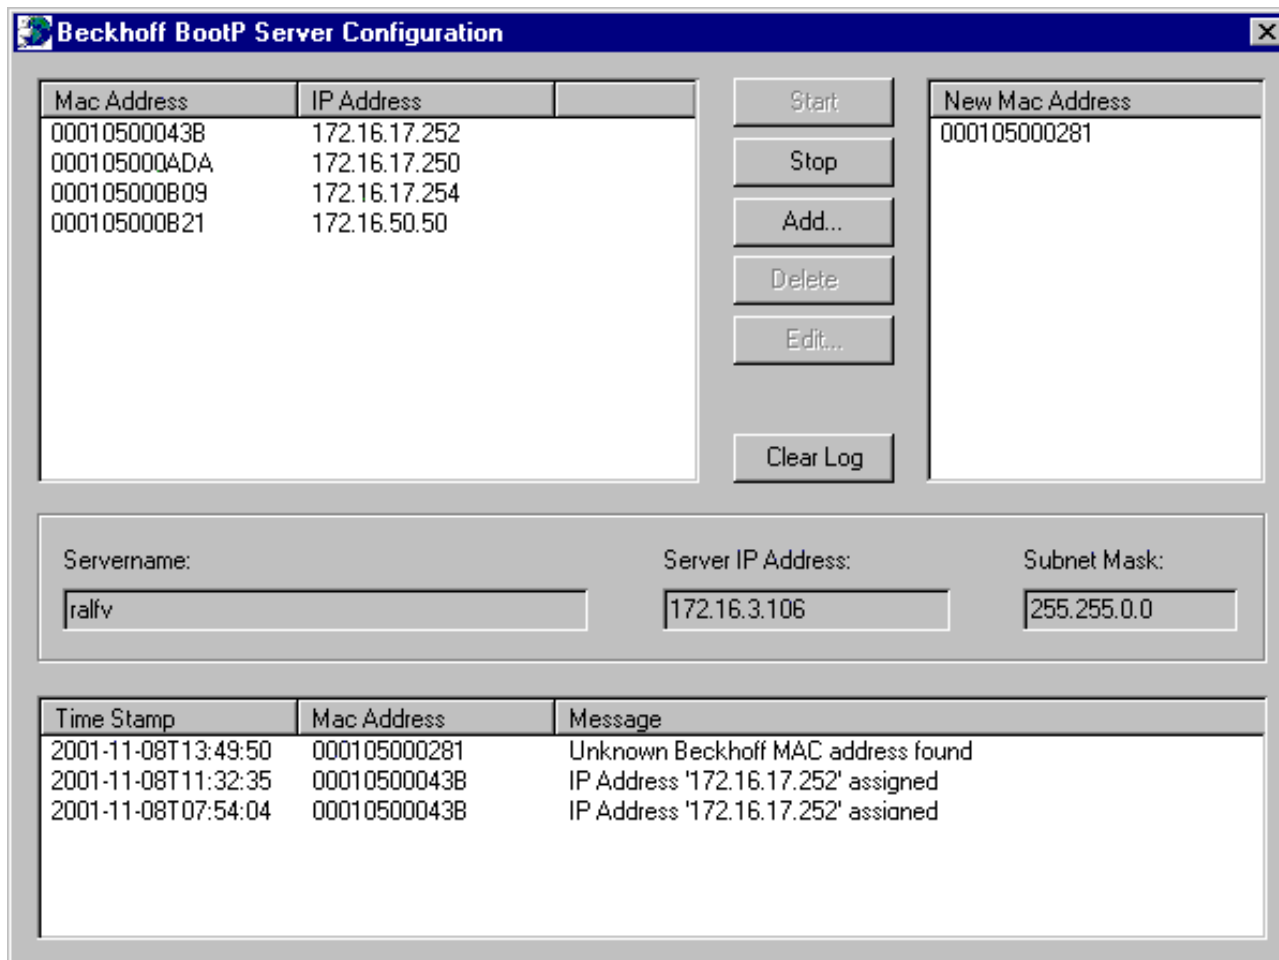 Beckhoff BootP Server Configuration
Mac Address IP Address
00010500043B 172.16.17.252
000105000ADA 172.16.17.250
000105000B09 172.16.17.254
000105000B21 172.16.50.50
Start
Stop
Add...
Delete
Edit...
Clear Log
New Mac Address
000105000281
Servername: Server IP Address: Subnet Mask:
ralfv 172.16.3.106 255.255.0.0
Time Stamp Mac Address Message
2001-11-08T13:49:50 000105000281 Unknown Beckhoff MAC address found
2001-11-08T11:32:35 00010500043B IP Address '172.16.17.252' assigned
2001-11-08T07:54:04 00010500043B IP Address '172.16.17.252' assigned